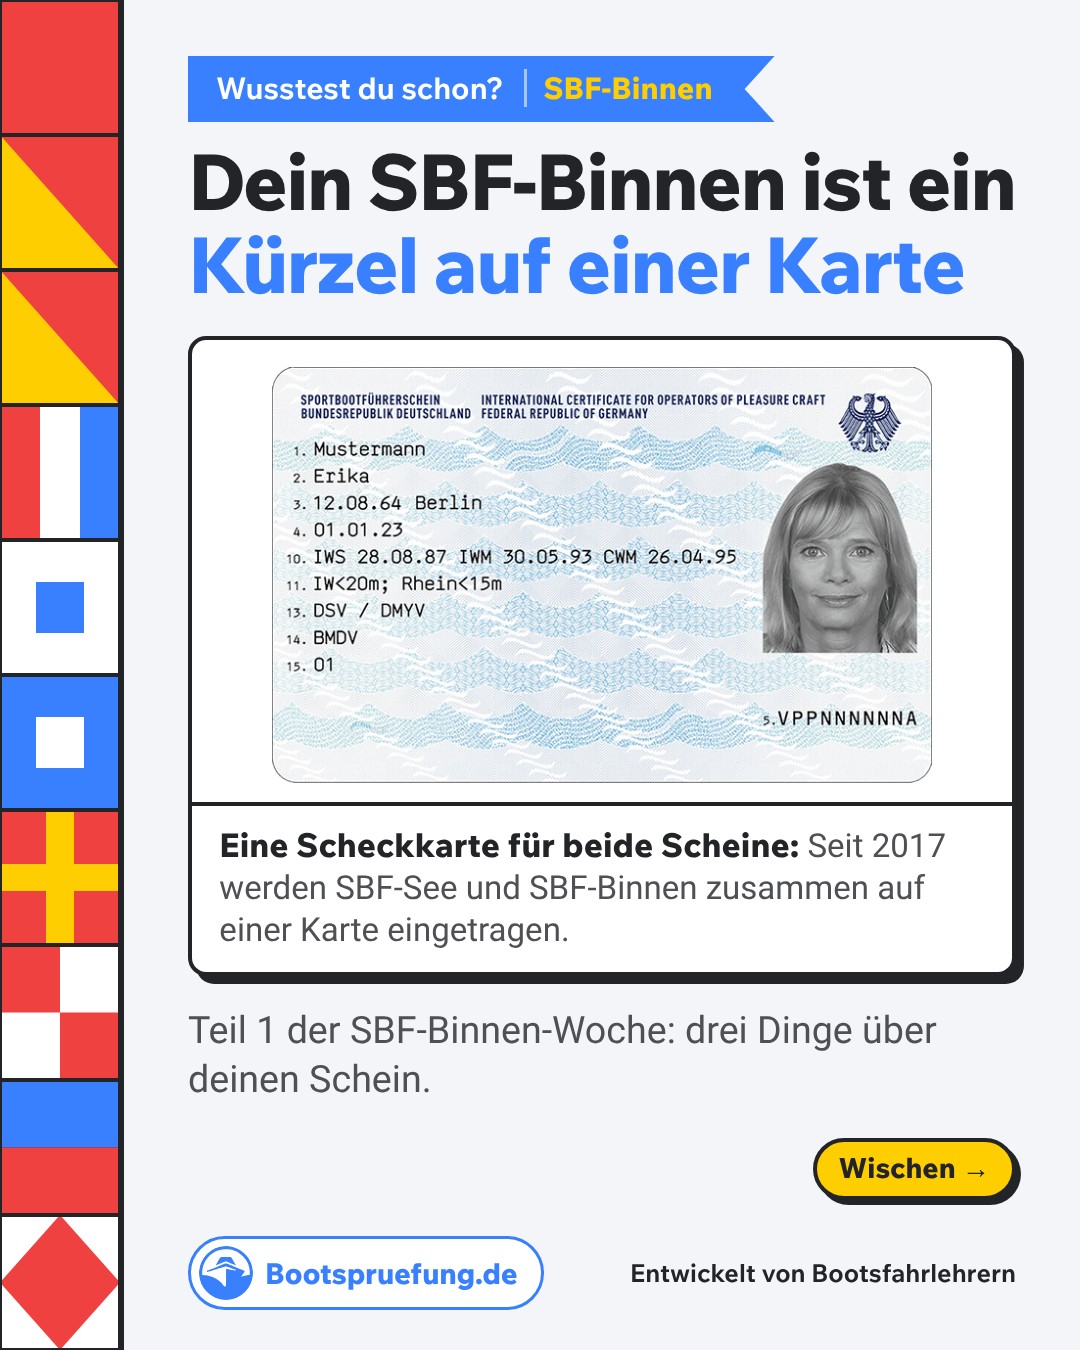 Wusstest du schon? SBF-Binnen
Dein SBF-Binnen ist ein
Kürzel auf einer Karte
SPORTBOOTFÜHRERSCHEIN INTERNATIONAL CERTIFICATE FOR OPERATORS OF PLEASURE CRAFT
BUNDESREPUBLIK DEUTSCHLAND FEDERAL REPUBLIC OF GERMANY
1. Mustermann
2. Erika
3. 12.08.64 Berlin
4. 01.01.23
10. IWS 28.08.87 IWM 30.05.93 CWM 26.04.95
11. IW<20m; Rhein<15m
13. DSV / DMYV
14. BMDV
15. 01
5. VPPNNNNNNA
Eine Scheckkarte für beide Scheine: Seit 2017
werden SBF-See und SBF-Binnen zusammen auf
einer Karte eingetragen.
Teil 1 der SBF-Binnen-Woche: drei Dinge über
deinen Schein.
Wischen →
Bootspruefung.de
Entwickelt von Bootsfahrlehrern